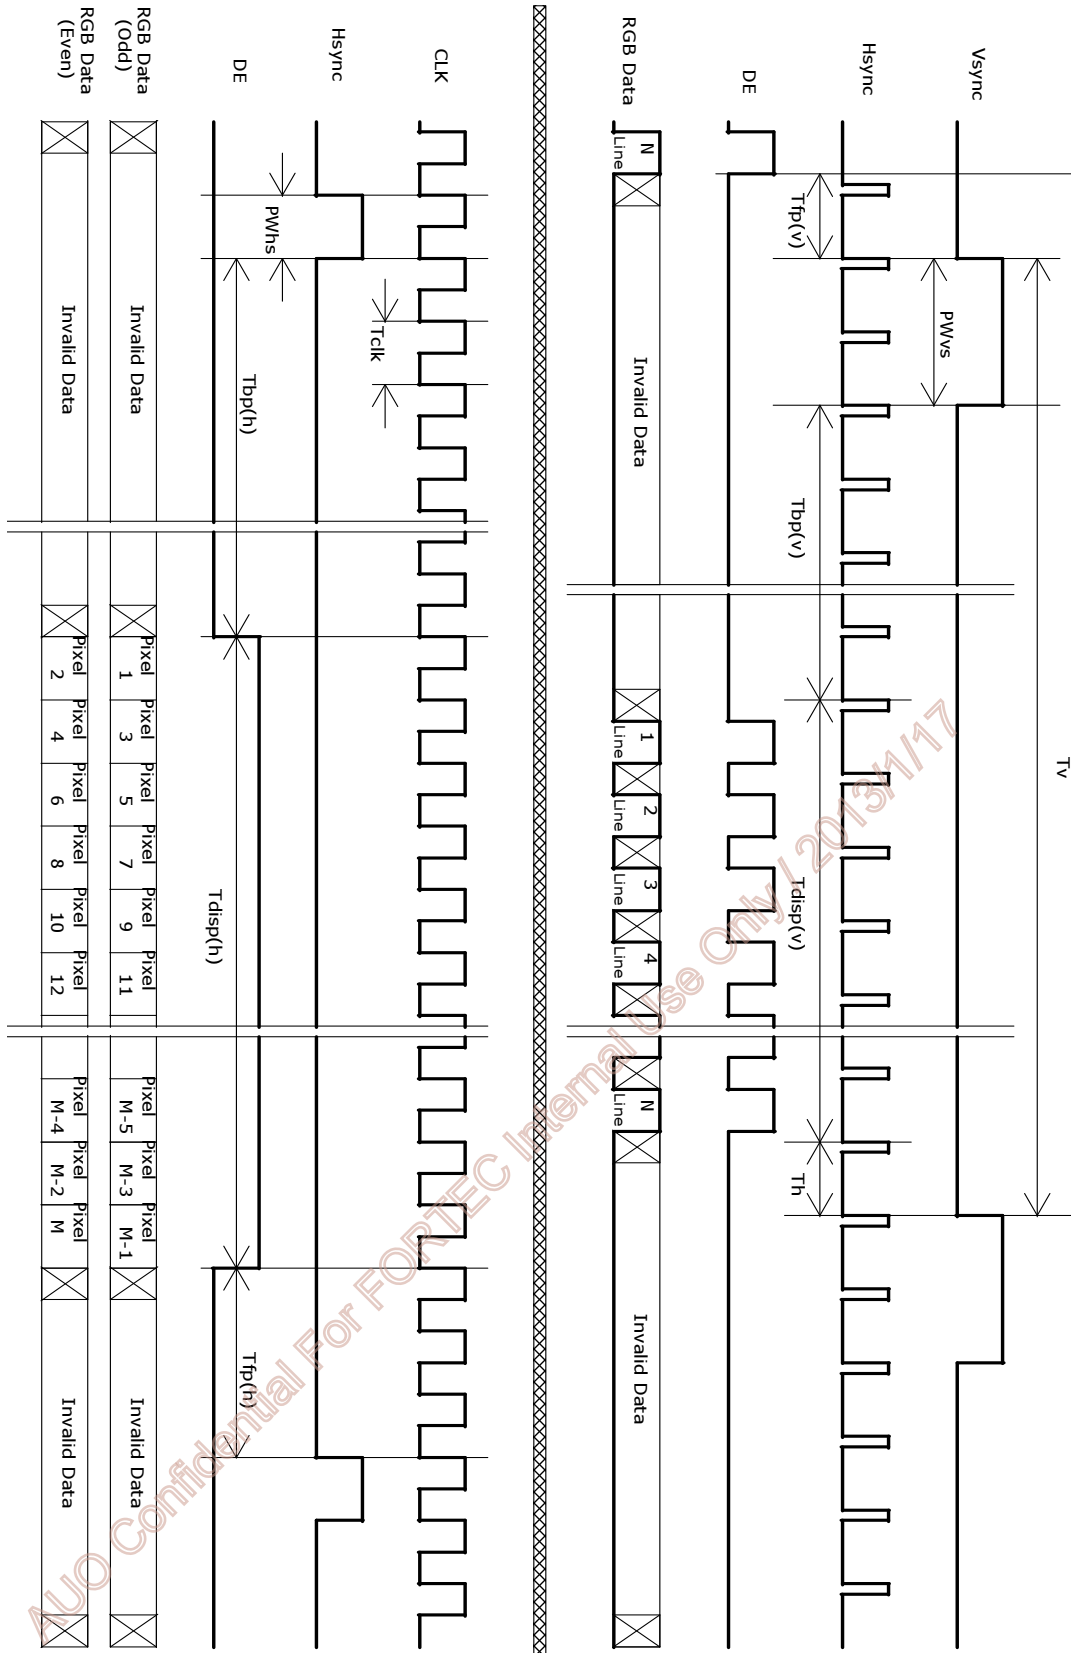 Vsync
Tv
PWvs
Hsync
Tfp(v)
Tbp(v)
Tdisp(v)
Th
DE
RGB Data
N
Line
Invalid Data
1
Line
2
Line
3
Line
4
Line
N
Line
Invalid Data
CLK
Tclk
Hsync
PWhs
DE
Tbp(h)
Tdisp(h)
Tfp(h)
RGB Data
(Odd)
Invalid Data
Pixel
1
Pixel
3
Pixel
5
Pixel
7
Pixel
9
Pixel
11
Pixel
M-5
Pixel
M-3
Pixel
M-1
Invalid Data
RGB Data
(Even)
Invalid Data
Pixel
2
Pixel
4
Pixel
6
Pixel
8
Pixel
10
Pixel
12
Pixel
M-4
Pixel
M-2
Pixel
M
Invalid Data
AUO Confidential For FORTEC Internal Use Only / 2013/1/17